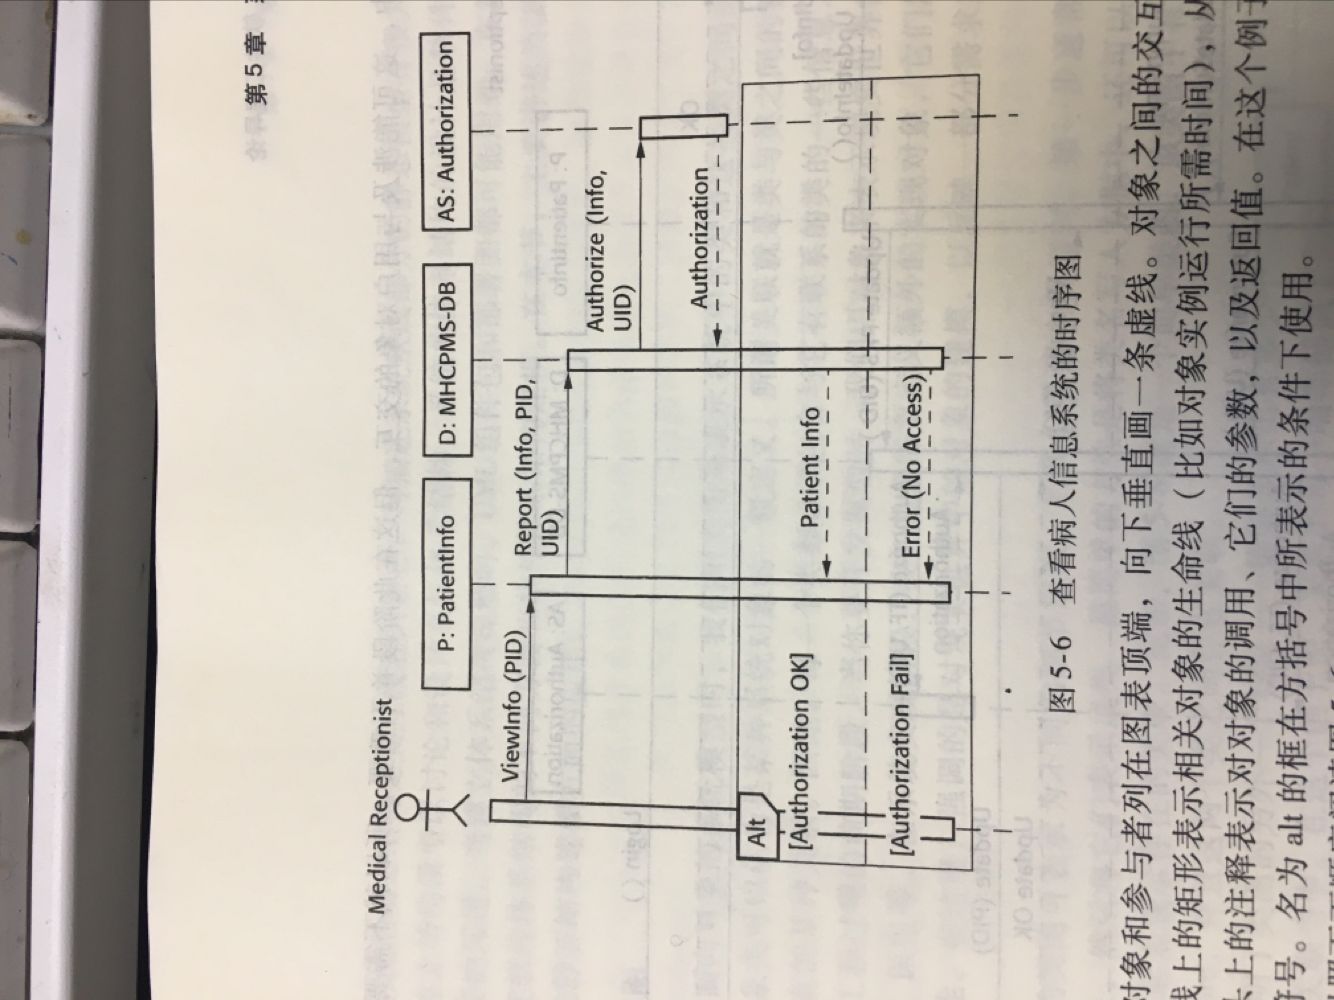 第 5 章
Medical Receptionist
P: PatientInfo
D: MHCPMS-DB
AS: Authorization
ViewInfo (PID)
Report (Info, PID,
UID)
Authorize (Info,
UID)
Authorization
Alt
[Authorization OK]
Patient Info
[Authorization Fail]
Error (No Access)
图 5-6 查看病人信息系统的时序图
对象和参与者列在图表顶端，向下垂直画一条虚线。对象之间的交互
线上的矩形表示相关对象的生命线（比如对象实例运行所需时间），从
头上的注释表示对对象的调用、它们的参数，以及返回值。在这个例子
符号。名为 alt 的框在方括号中所表示的条件下使用。